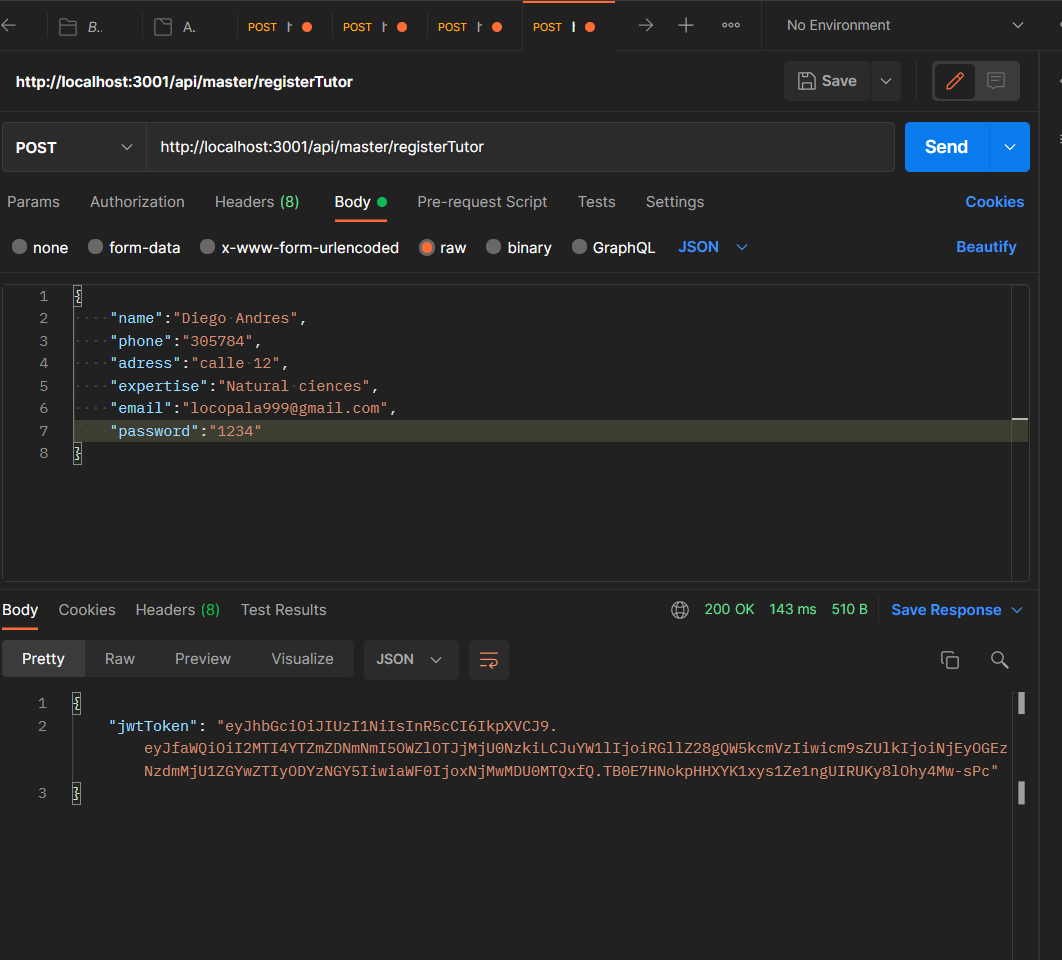 B.. A. POST POST POST POST No Environment
http://localhost:3001/api/master/registerTutor Save
POST http://localhost:3001/api/master/registerTutor Send
Params Authorization Headers (8) Body Pre-request Script Tests Settings Cookies
none form-data x-www-form-urlencoded raw binary GraphQL JSON Beautify
1 {
2 "name":"Diego Andres",
3 "phone":"305784",
4 "adress":"calle 12",
5 "expertise":"Natural ciences",
6 "email":"locopala999@gmail.com",
7 "password":"1234"
8 }
Body Cookies Headers (8) Test Results 200 OK 143 ms 510 B Save Response
Pretty Raw Preview Visualize JSON
1 {
2 "jwtToken": "eyJhbGciOiJIUzI1NiIsInR5cCI6IkpXVCJ9.
eyJfaWQiOiI2MTI4YTZmZDNmNmI5OWZlOTJjMjU0NzkiLCJuYW1lIjoiRGllZ28gQW5kcmVzIiwicm9sZUlkIjoiNjEyOGEz
NzdmMjU1ZGYwZTIyODYzNGY5IiwiaWF0IjoxNjMwMDU0MTQxfQ.TB0E7HNokpHHXYK1xys1Ze1ngUIRUKy8lOhy4Mw-sPc"
3 }